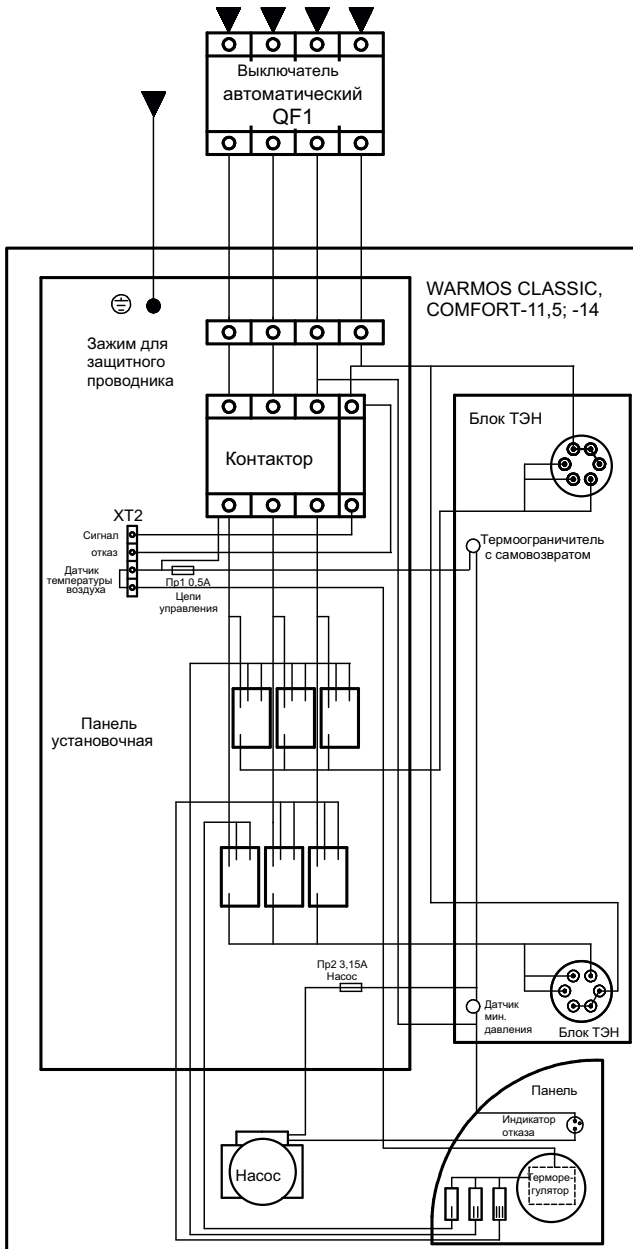 Выключатель
автоматический
QF1
WARMOS CLASSIC,
COMFORT-11,5; -14
Зажим для
защитного
проводника
Блок ТЭН
Контактор
XT2
Сигнал
отказ
Датчик
температуры
воздуха
Пр1 0,5А
Цепи
управления
Термоограничитель
с самовозвратом
Панель
установочная
Пр2 3,15А
Насос
Датчик
мин.
давления
Блок ТЭН
Панель
Индикатор
отказа
Насос
Терморе-
гулятор